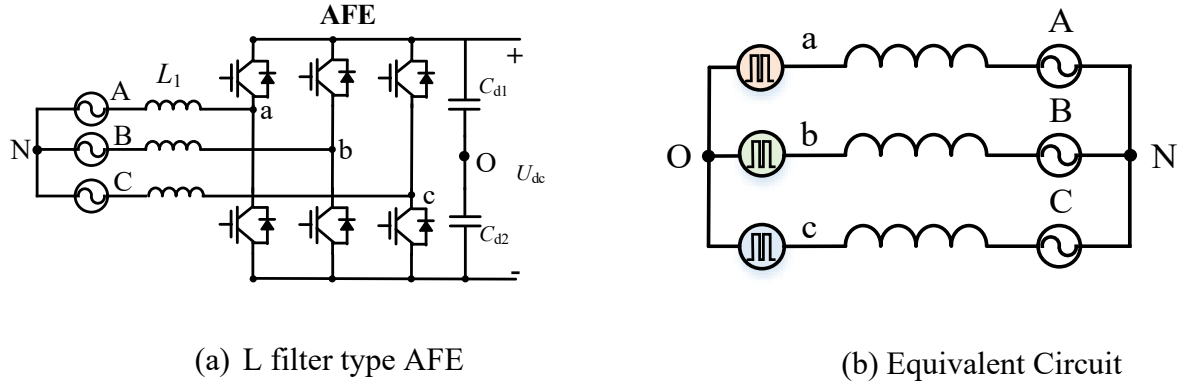 AFE
+
L1
Cd1
A
a
N
B
b
O
Udc
C
c
Cd2
-
(a) L filter type AFE
a
A
b
B
O
N
c
C
(b) Equivalent Circuit